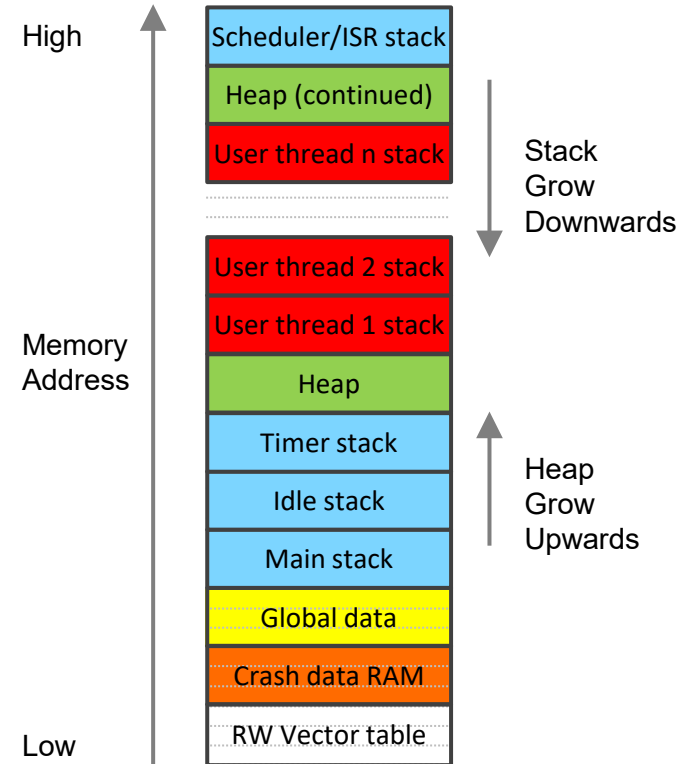 High
Scheduler/ISR stack
Heap (continued)
User thread n stack
Stack
Grow
Downwards
User thread 2 stack
User thread 1 stack
Memory
Address
Heap
Timer stack
Idle stack
Main stack
Heap
Grow
Upwards
Global data
Crash data RAM
RW Vector table
Low